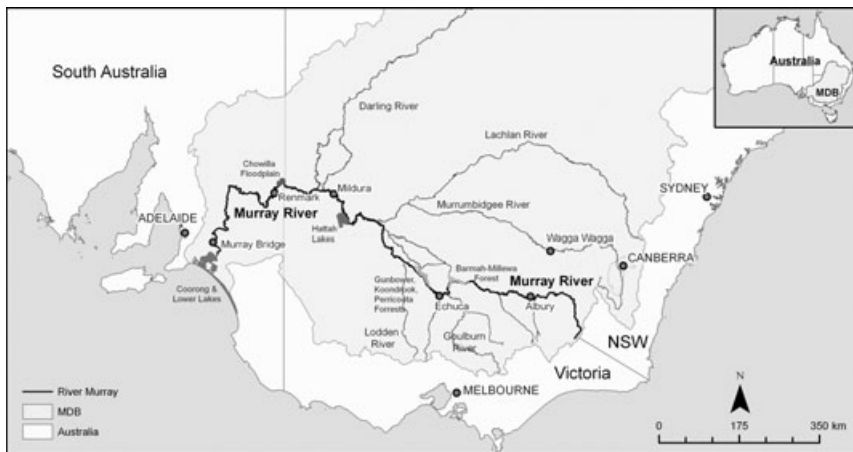 South Australia
Darling River
Lachlan River
Chowilla
Floodplain
Renmark
Mildura
Murray River
Hattah
Lakes
ADELAIDE
Murray Bridge
Coorong &
Lower Lakes
Murrumbidgee River
Wagga Wagga
SYDNEY
CANBERRA
Gunbower,
Koondrook,
Perricoota
Forrests
Barmah-Millewa
Forest
Murray River
Echuca
Albury
Lodden
River
Goulburn
River
NSW
Victoria
MELBOURNE
Australia
MDB
River Murray
MDB
Australia
N
0 175 350 km